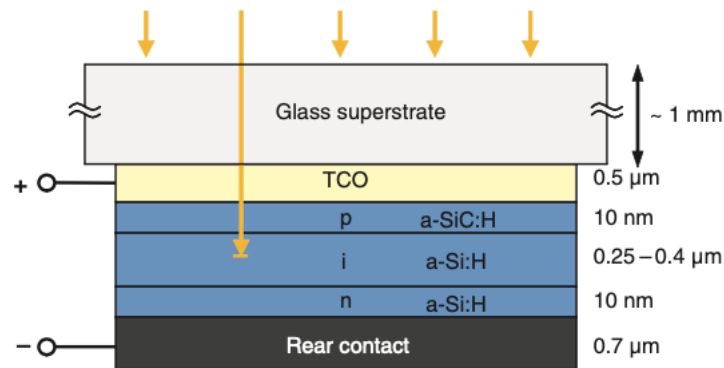 Glass superstrate
~ 1 mm
+
TCO
0.5 μm
p a-SiC:H
10 nm
i a-Si:H
0.25–0.4 μm
n a-Si:H
10 nm
–
Rear contact
0.7 μm